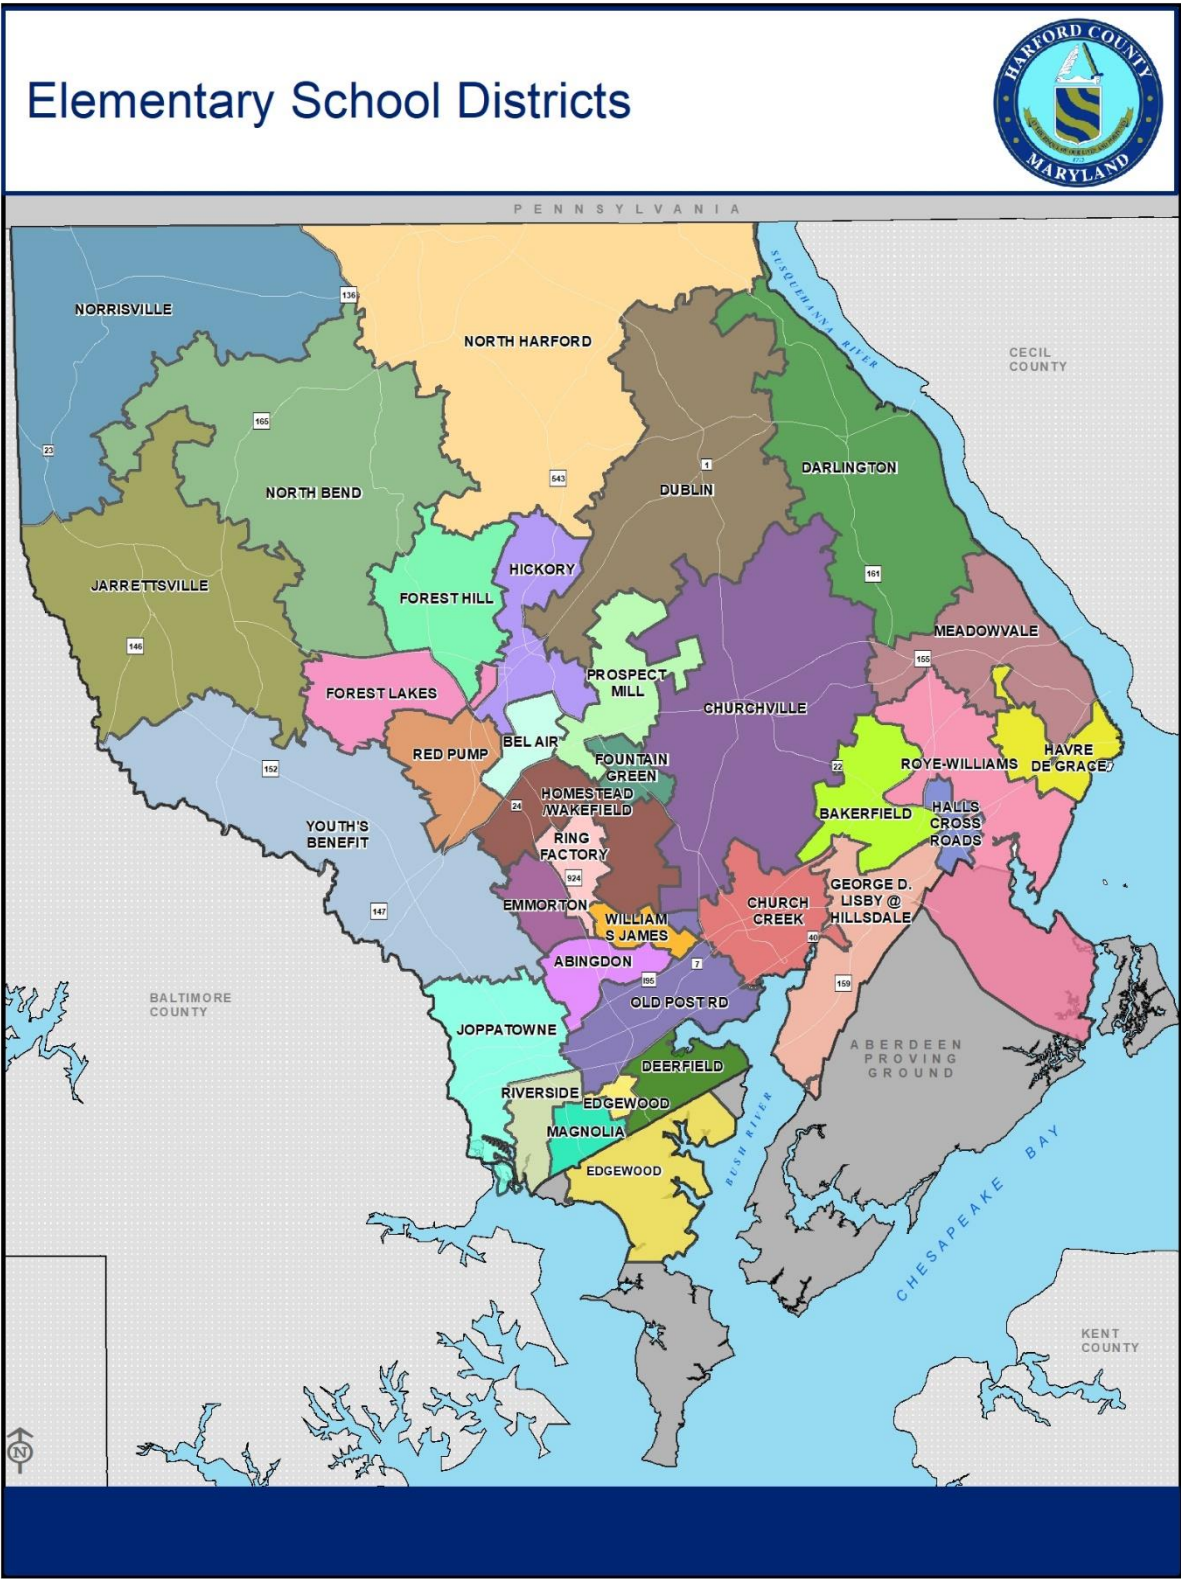 Elementary School Districts
HARFORD COUNTY
MARYLAND
PENNSYLVANIA
SUSQUEHANNA RIVER
NORRISVILLE
136
NORTH HARFORD
CECIL
COUNTY
165
23
543
1
DUBLIN
DARLINGTON
NORTH BEND
HICKORY
161
JARRETTSVILLE
FOREST HILL
146
MEADOWVALE
155
FOREST LAKES
PROSPECT
MILL
CHURCHVILLE
RED PUMP
BEL AIR
152
FOUNTAIN
GREEN
22
ROYE-WILLIAMS
HAVRE
DE GRACE
24
HOMESTEAD
/WAKEFIELD
BAKERFIELD
HALLS
CROSS
ROADS
YOUTH'S
BENEFIT
RING
FACTORY
924
GEORGE D.
LISBY @
HILLSDALE
147
EMMORTON
WILLIAM
S JAMES
CHURCH
CREEK
40
ABINGDON
7
I95
159
BALTIMORE
COUNTY
OLD POST RD
JOPPATOWNE
ABERDEEN
PROVING
GROUND
DEERFIELD
RIVERSIDE
EDGEWOOD
MAGNOLIA
BUSH RIVER
EDGEWOOD
CHESAPEAKE BAY
KENT
COUNTY
N